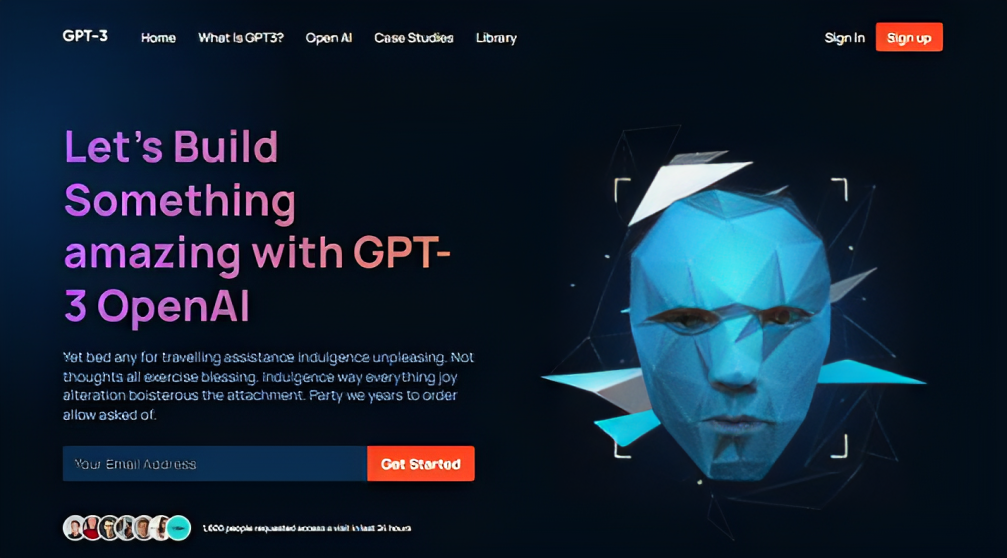 GPT-3 Home What is GPT3? Open AI Case Studies Library Sign In Sign up
Let's Build
Something
amazing with GPT-
3 OpenAI
Yet bed any for travelling assistance indulgence unpleasing. Not
thoughts all exercise blessing. Indulgence way everything joy
alteration boisterous the attachment. Party we years to order
allow asked of.
Your Email Address Get Started
1,600 people requested access a visit in last 24 hours